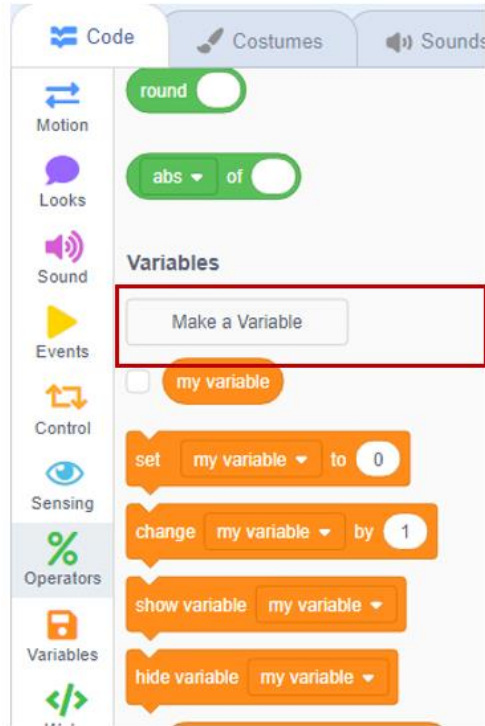 Code
Costumes
Sounds
Motion
Looks
Sound
Events
Control
Sensing
Operators
Variables
round
abs of
Variables
Make a Variable
my variable
set my variable to 0
change my variable by 1
show variable my variable
hide variable my variable